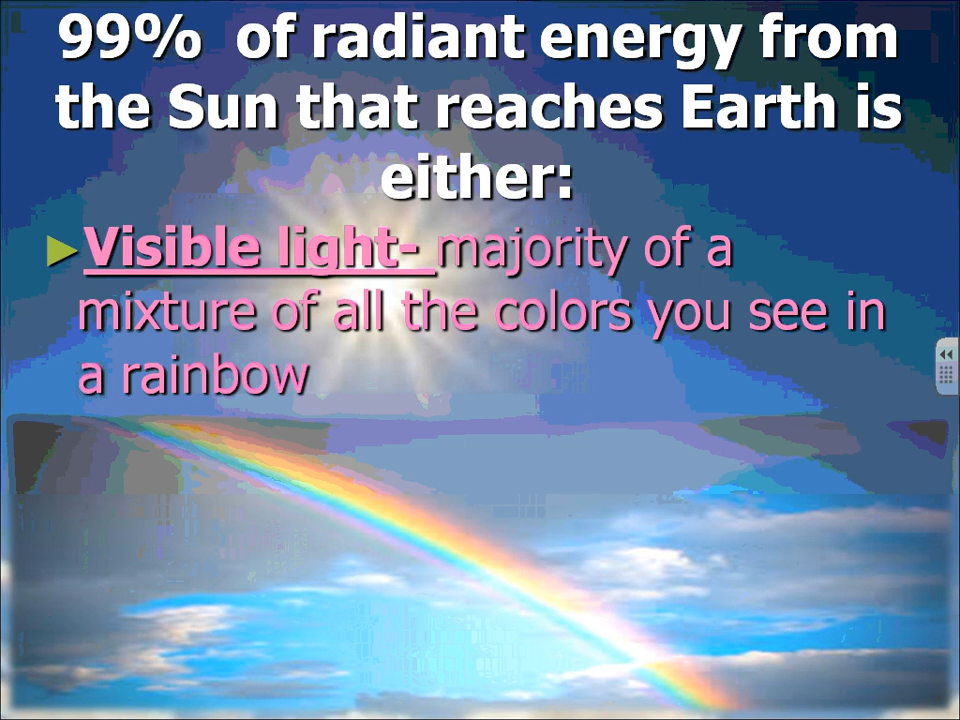 99% of radiant energy from
the Sun that reaches Earth is
either:
►Visible light- majority of a
mixture of all the colors you see in
a rainbow